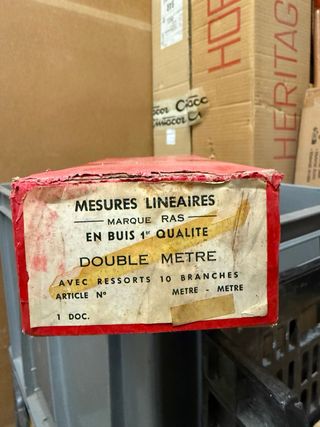 MESURES LINEAIRES
MARQUE RAS
EN BUIS 1re QUALITE
DOUBLE METRE
AVEC RESSORTS 10 BRANCHES
ARTICLE No METRE - METRE
1 DOC.
HERITAG